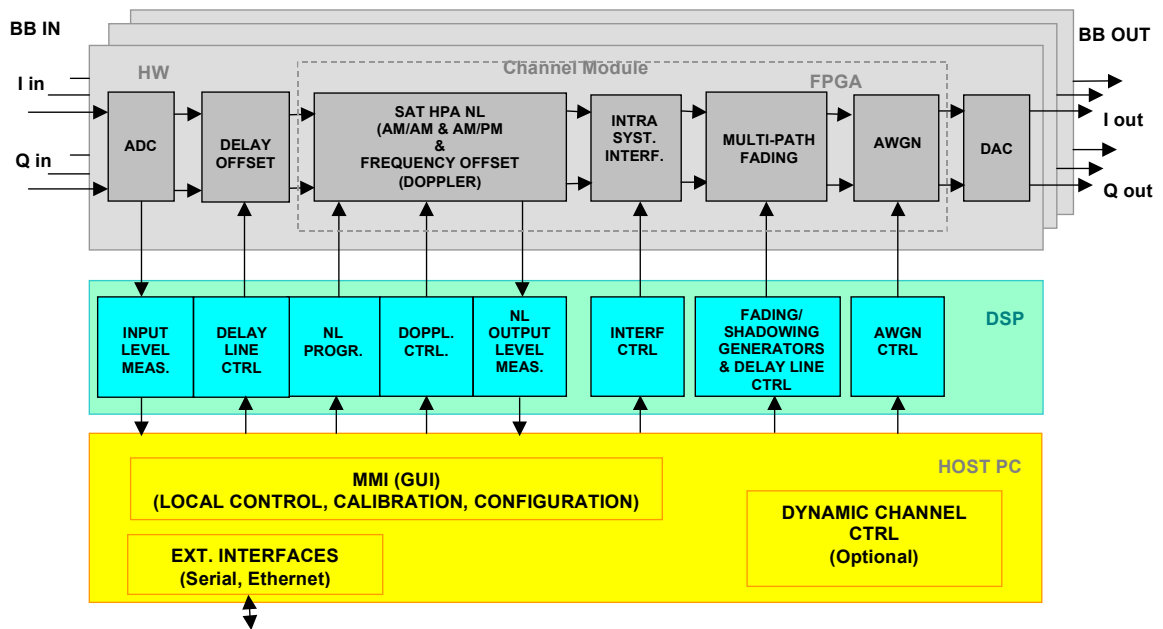 BB IN
BB OUT
HW
Channel Module
FPGA
I in
Q in
ADC
DELAY
OFFSET
SAT HPA NL
(AM/AM & AM/PM
&
FREQUENCY OFFSET
(DOPPLER)
INTRA
SYST.
INTERF.
MULTI-PATH
FADING
AWGN
DAC
I out
Q out
DSP
INPUT
LEVEL
MEAS.
DELAY
LINE
CTRL
NL
PROGR.
DOPPL.
CTRL.
NL
OUTPUT
LEVEL
MEAS.
INTERF
CTRL
FADING/
SHADOWING
GENERATORS
& DELAY LINE
CTRL
AWGN
CTRL
HOST PC
MMI (GUI)
(LOCAL CONTROL, CALIBRATION, CONFIGURATION)
DYNAMIC CHANNEL
CTRL
(Optional)
EXT. INTERFACES
(Serial, Ethernet)